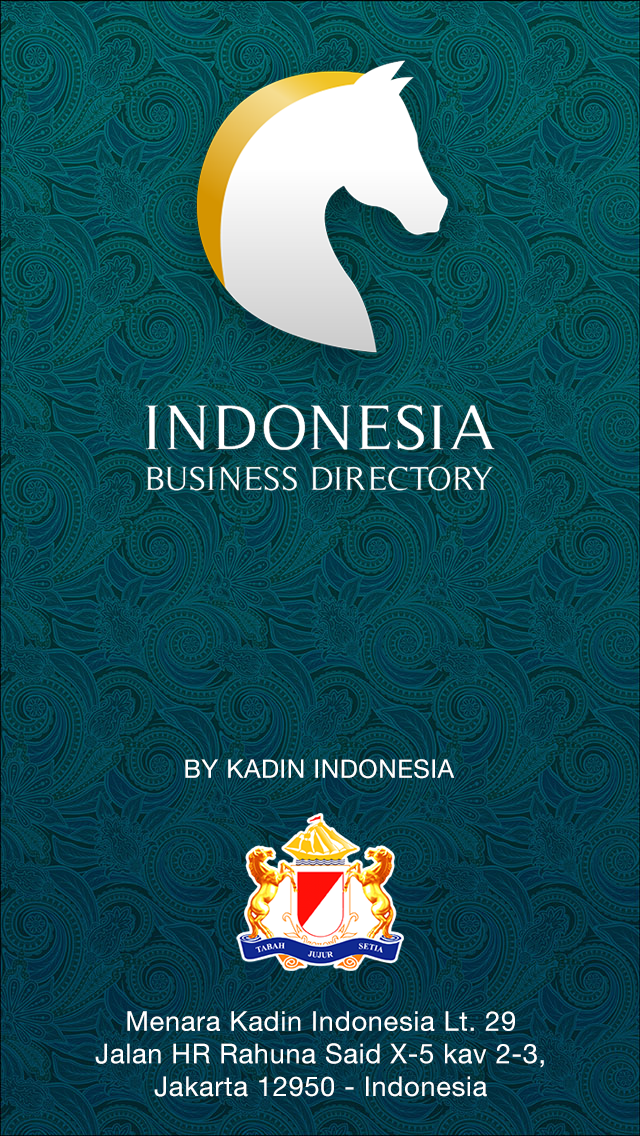 INDONESIA
BUSINESS DIRECTORY
BY KADIN INDONESIA
TABAH JUJUR SETIA
Menara Kadin Indonesia Lt. 29
Jalan HR Rahuna Said X-5 kav 2-3,
Jakarta 12950 - Indonesia